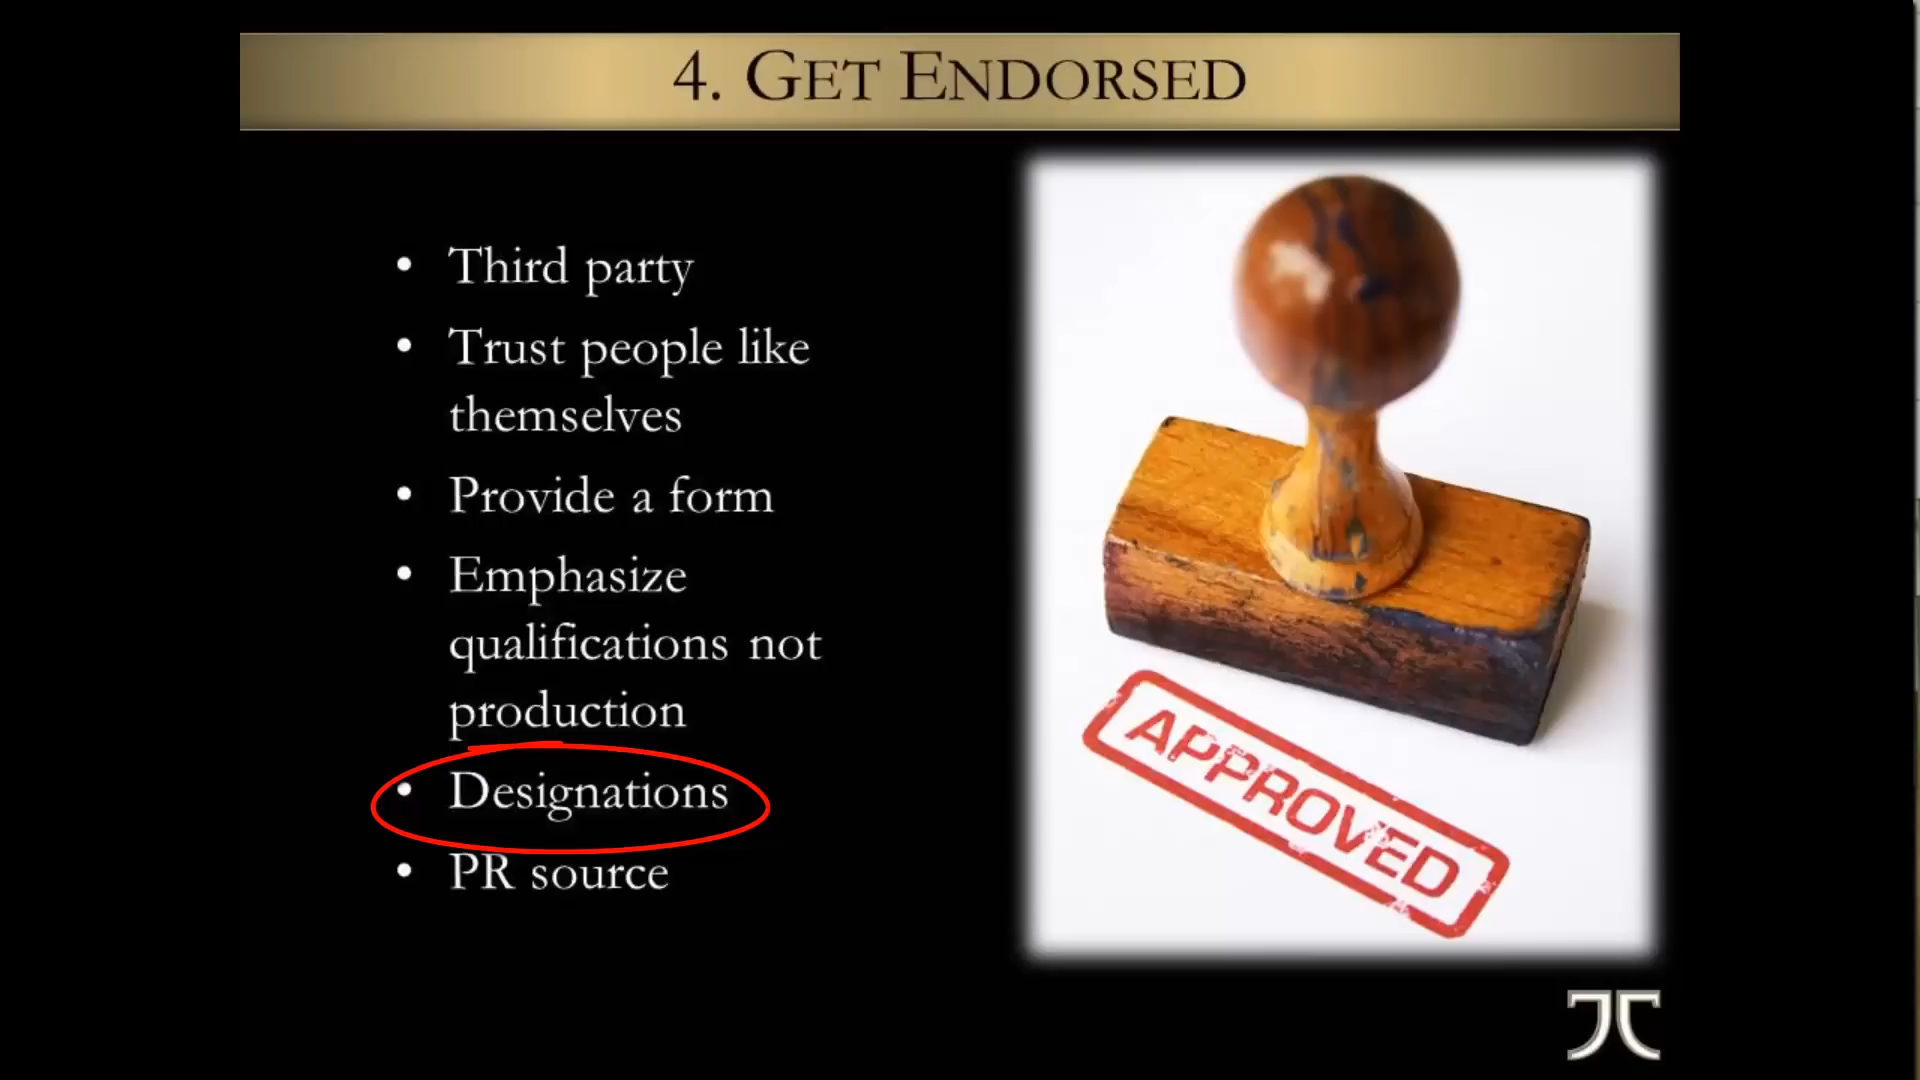 4. GET ENDORSED
• Third party
• Trust people like
themselves
• Provide a form
• Emphasize
qualifications not
production
• Designations
• PR source
APPROVED
JC